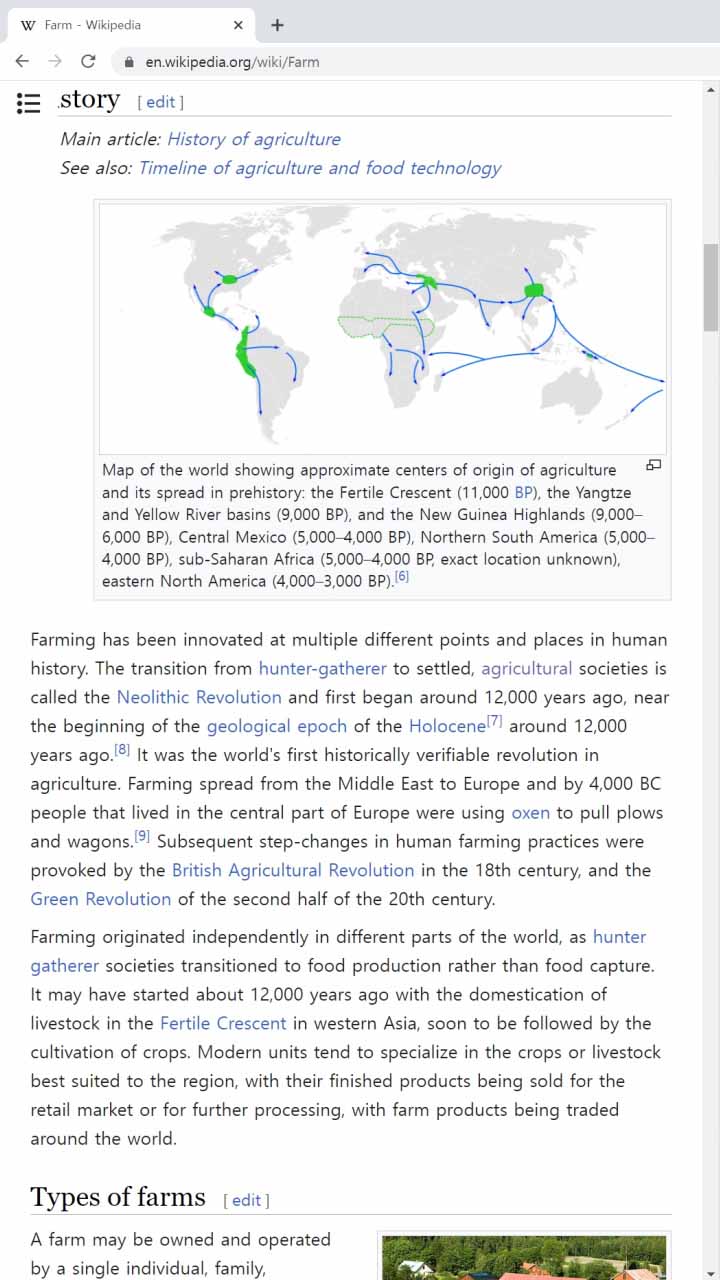 W Farm - Wikipedia × +
en.wikipedia.org/wiki/Farm
story [ edit ]
Main article: History of agriculture
See also: Timeline of agriculture and food technology
Map of the world showing approximate centers of origin of agriculture
and its spread in prehistory: the Fertile Crescent (11,000 BP), the Yangtze
and Yellow River basins (9,000 BP), and the New Guinea Highlands (9,000–
6,000 BP), Central Mexico (5,000–4,000 BP), Northern South America (5,000–
4,000 BP), sub-Saharan Africa (5,000–4,000 BP, exact location unknown),
eastern North America (4,000–3,000 BP).[6]
Farming has been innovated at multiple different points and places in human
history. The transition from hunter-gatherer to settled, agricultural societies is
called the Neolithic Revolution and first began around 12,000 years ago, near
the beginning of the geological epoch of the Holocene[7] around 12,000
years ago.[8] It was the world's first historically verifiable revolution in
agriculture. Farming spread from the Middle East to Europe and by 4,000 BC
people that lived in the central part of Europe were using oxen to pull plows
and wagons.[9] Subsequent step-changes in human farming practices were
provoked by the British Agricultural Revolution in the 18th century, and the
Green Revolution of the second half of the 20th century.
Farming originated independently in different parts of the world, as hunter
gatherer societies transitioned to food production rather than food capture.
It may have started about 12,000 years ago with the domestication of
livestock in the Fertile Crescent in western Asia, soon to be followed by the
cultivation of crops. Modern units tend to specialize in the crops or livestock
best suited to the region, with their finished products being sold for the
retail market or for further processing, with farm products being traded
around the world.
Types of farms [ edit ]
A farm may be owned and operated
by a single individual, family,